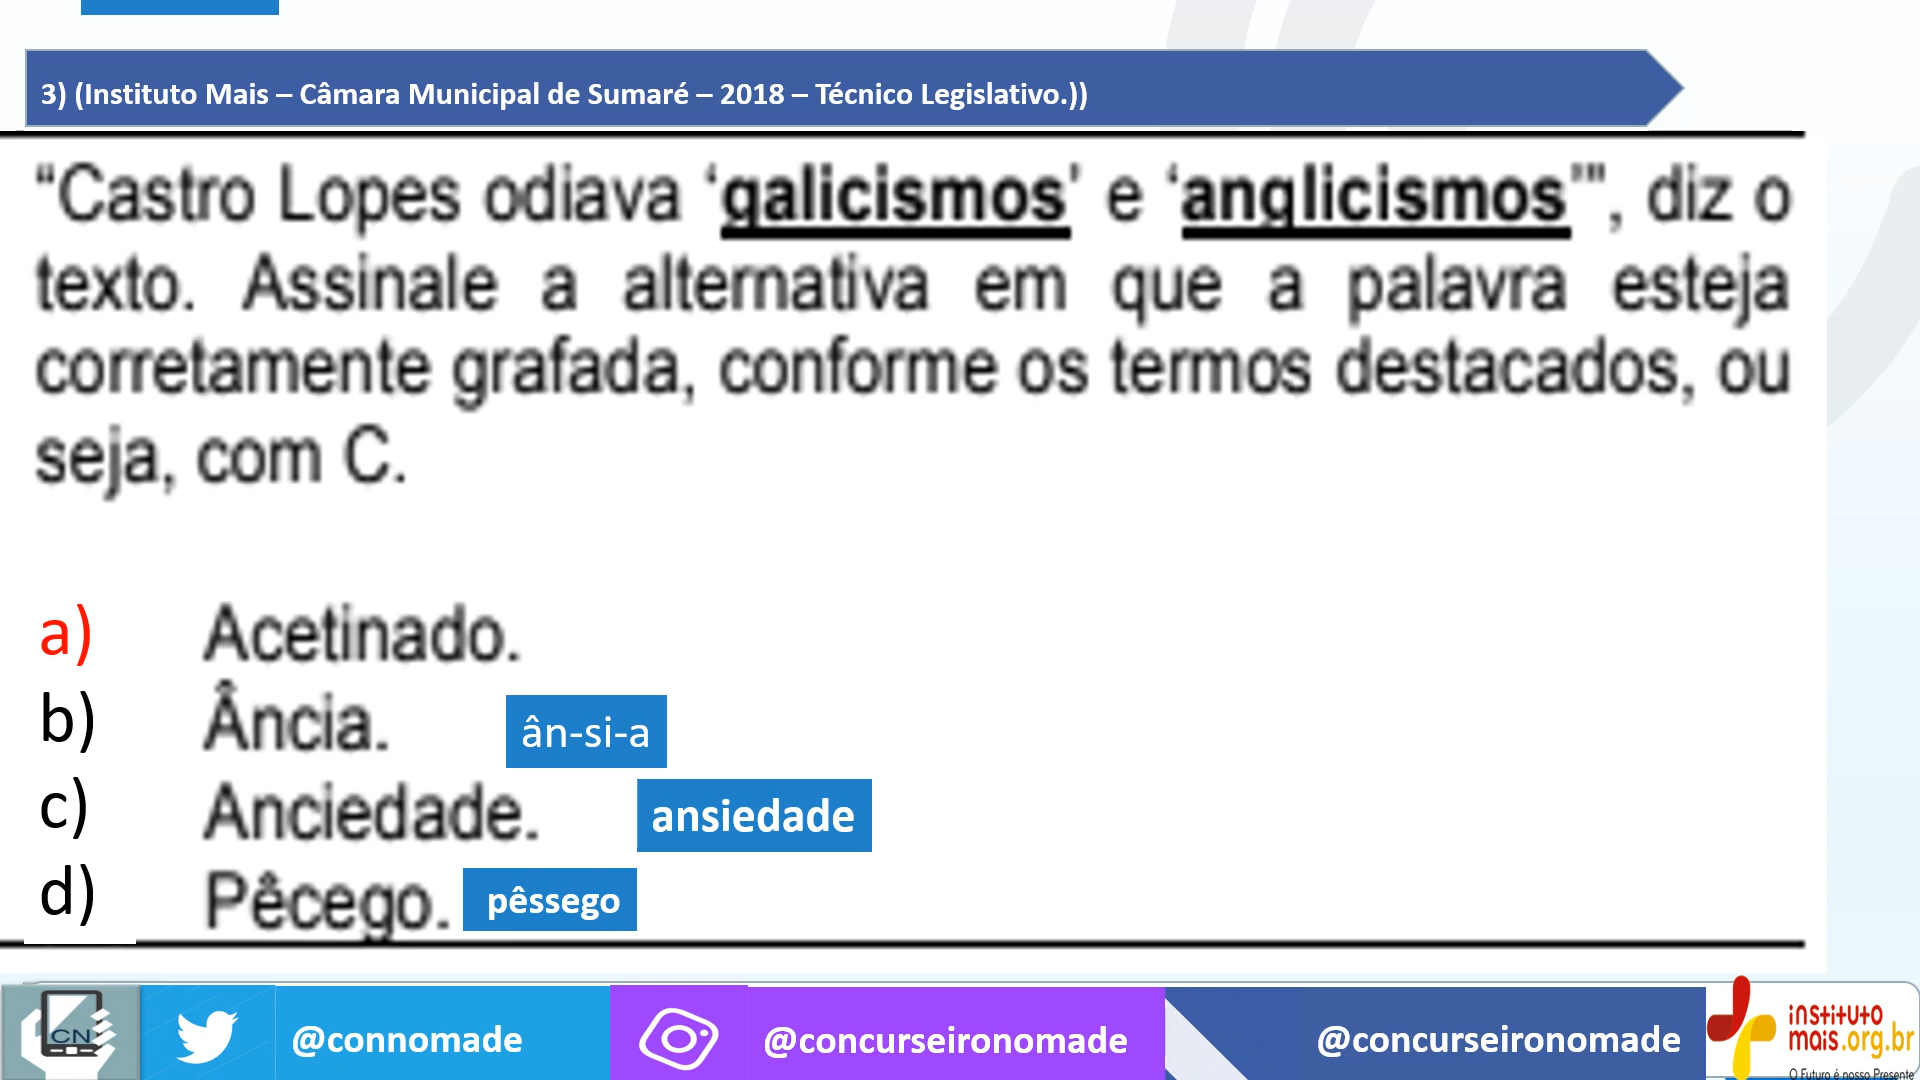 3) (Instituto Mais – Câmara Municipal de Sumaré – 2018 – Técnico Legislativo.))
“Castro Lopes odiava ‘galicismos’ e ‘anglicismos’”, diz o
texto. Assinale a alternativa em que a palavra esteja
corretamente grafada, conforme os termos destacados, ou
seja, com C.
a) Acetinado.
b) Ância. ân-si-a
c) Anciedade. ansiedade
d) Pêcego. pêssego
CN
@connomade
@concurseironomade
@concurseironomade
instituto
mais.org.br
O Futuro é nosso Presente